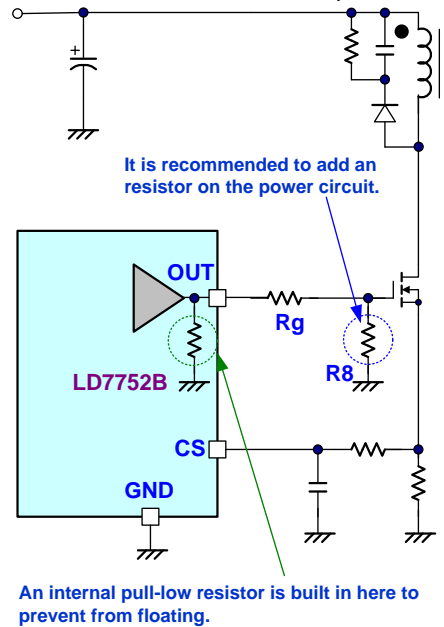 +
It is recommended to add an
resistor on the power circuit.
OUT
Rg
R8
LD7752B
CS
GND
An internal pull-low resistor is built in here to
prevent from floating.